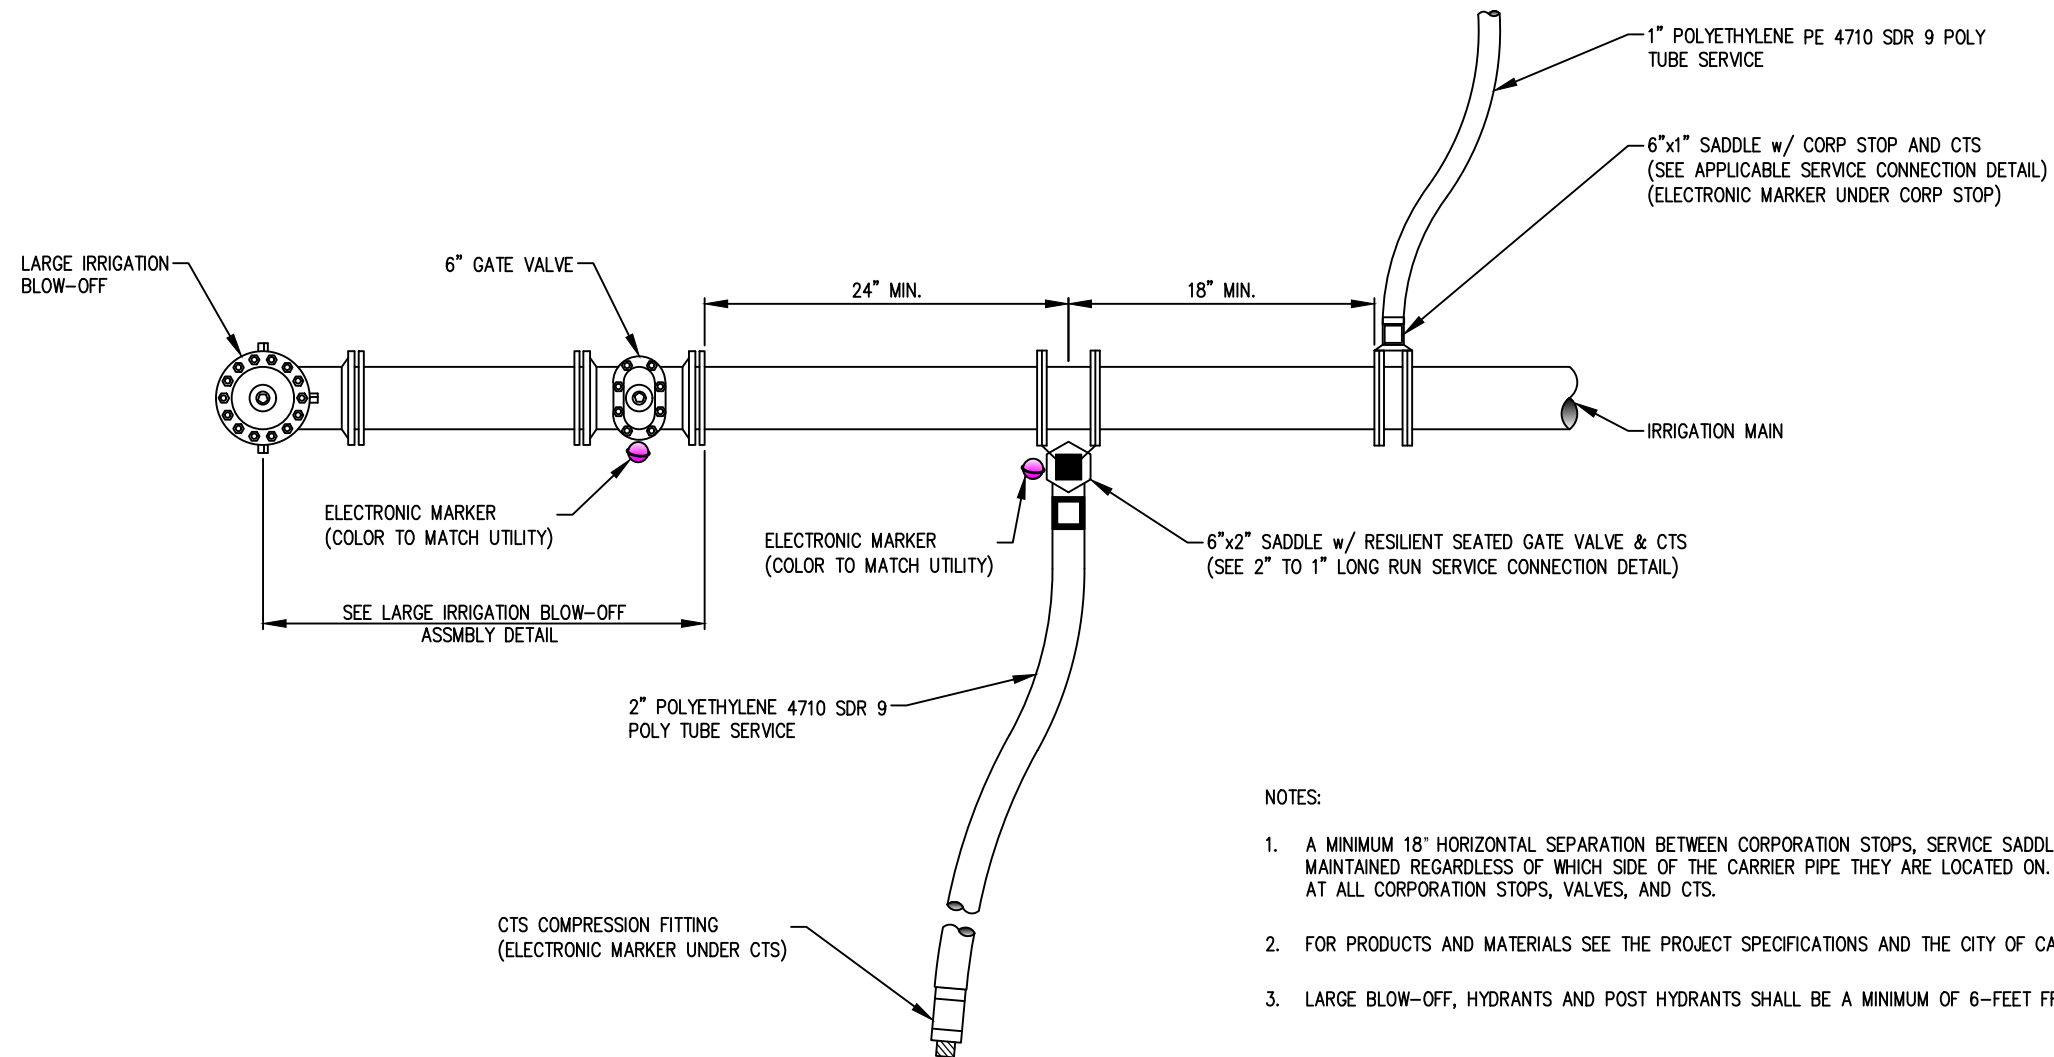 1" POLYETHYLENE PE 4710 SDR 9 POLY
TUBE SERVICE
6"x1" SADDLE w/ CORP STOP AND CTS
(SEE APPLICABLE SERVICE CONNECTION DETAIL)
(ELECTRONIC MARKER UNDER CORP STOP)
LARGE IRRIGATION
BLOW-OFF
6" GATE VALVE
24" MIN.
18" MIN.
IRRIGATION MAIN
ELECTRONIC MARKER
(COLOR TO MATCH UTILITY)
ELECTRONIC MARKER
(COLOR TO MATCH UTILITY)
6"x2" SADDLE w/ RESILIENT SEATED GATE VALVE & CTS
(SEE 2" TO 1" LONG RUN SERVICE CONNECTION DETAIL)
SEE LARGE IRRIGATION BLOW-OFF
ASSMBLY DETAIL
2" POLYETHYLENE 4710 SDR 9
POLY TUBE SERVICE
CTS COMPRESSION FITTING
(ELECTRONIC MARKER UNDER CTS)
NOTES:
1. A MINIMUM 18" HORIZONTAL SEPARATION BETWEEN CORPORATION STOPS, SERVICE
MAINTAINED REGARDLESS OF WHICH SIDE OF THE CARRIER PIPE THEY ARE LOCATED ON.
AT ALL CORPORATION STOPS, VALVES, AND CTS.
2. FOR PRODUCTS AND MATERIALS SEE THE PROJECT SPECIFICATIONS AND THE CITY OF
3. LARGE BLOW-OFF, HYDRANTS AND POST HYDRANTS SHALL BE A MINIMUM OF 6-FEET